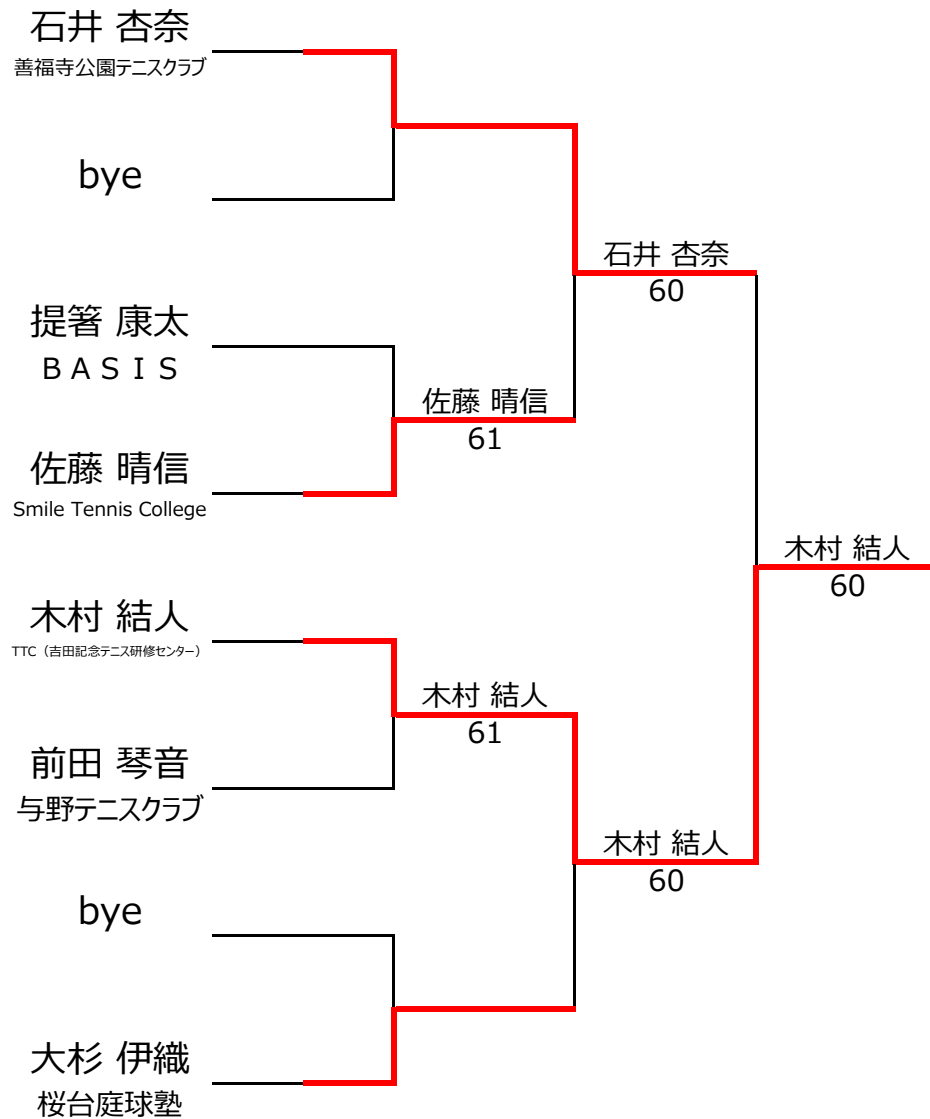 石井 杏奈
善福寺公園テニスクラブ
bye
石井 杏奈
60
提箸 康太
ＢＡＳＩＳ
佐藤 晴信
61
佐藤 晴信
Smile Tennis College
木村 結人
60
木村 結人
TTC（吉田記念テニス研修センター）
木村 結人
61
前田 琴音
与野テニスクラブ
木村 結人
60
bye
大杉 伊織
桜台庭球塾